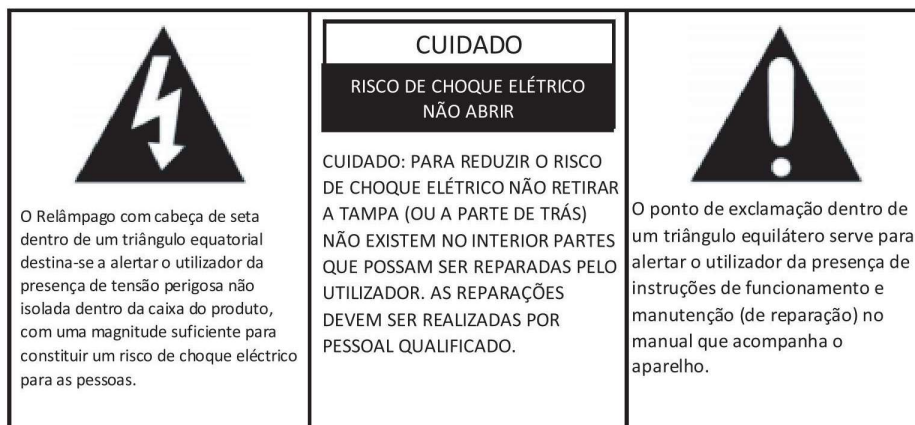 O Relâmpago com cabeça de seta
dentro de um triângulo equatorial
destina-se a alertar o utilizador da
presença de tensão perigosa não
isolada dentro da caixa do produto,
com uma magnitude suficiente para
constituir um risco de choque eléctrico
para as pessoas.
CUIDADO
RISCO DE CHOQUE ELÉTRICO
NÃO ABRIR
CUIDADO: PARA REDUZIR O RISCO
DE CHOQUE ELÉTRICO NÃO RETIRAR
A TAMPA (OU A PARTE DE TRÁS)
NÃO EXISTEM NO INTERIOR PARTES
QUE POSSAM SER REPARADAS PELO
UTILIZADOR. AS REPARAÇÕES
DEVEM SER REALIZADAS POR
PESSOAL QUALIFICADO.
O ponto de exclamação dentro de
um triângulo equilátero serve para
alertar o utilizador da presença de
instruções de funcionamento e
manutenção (de reparação) no
manual que acompanha o
aparelho.